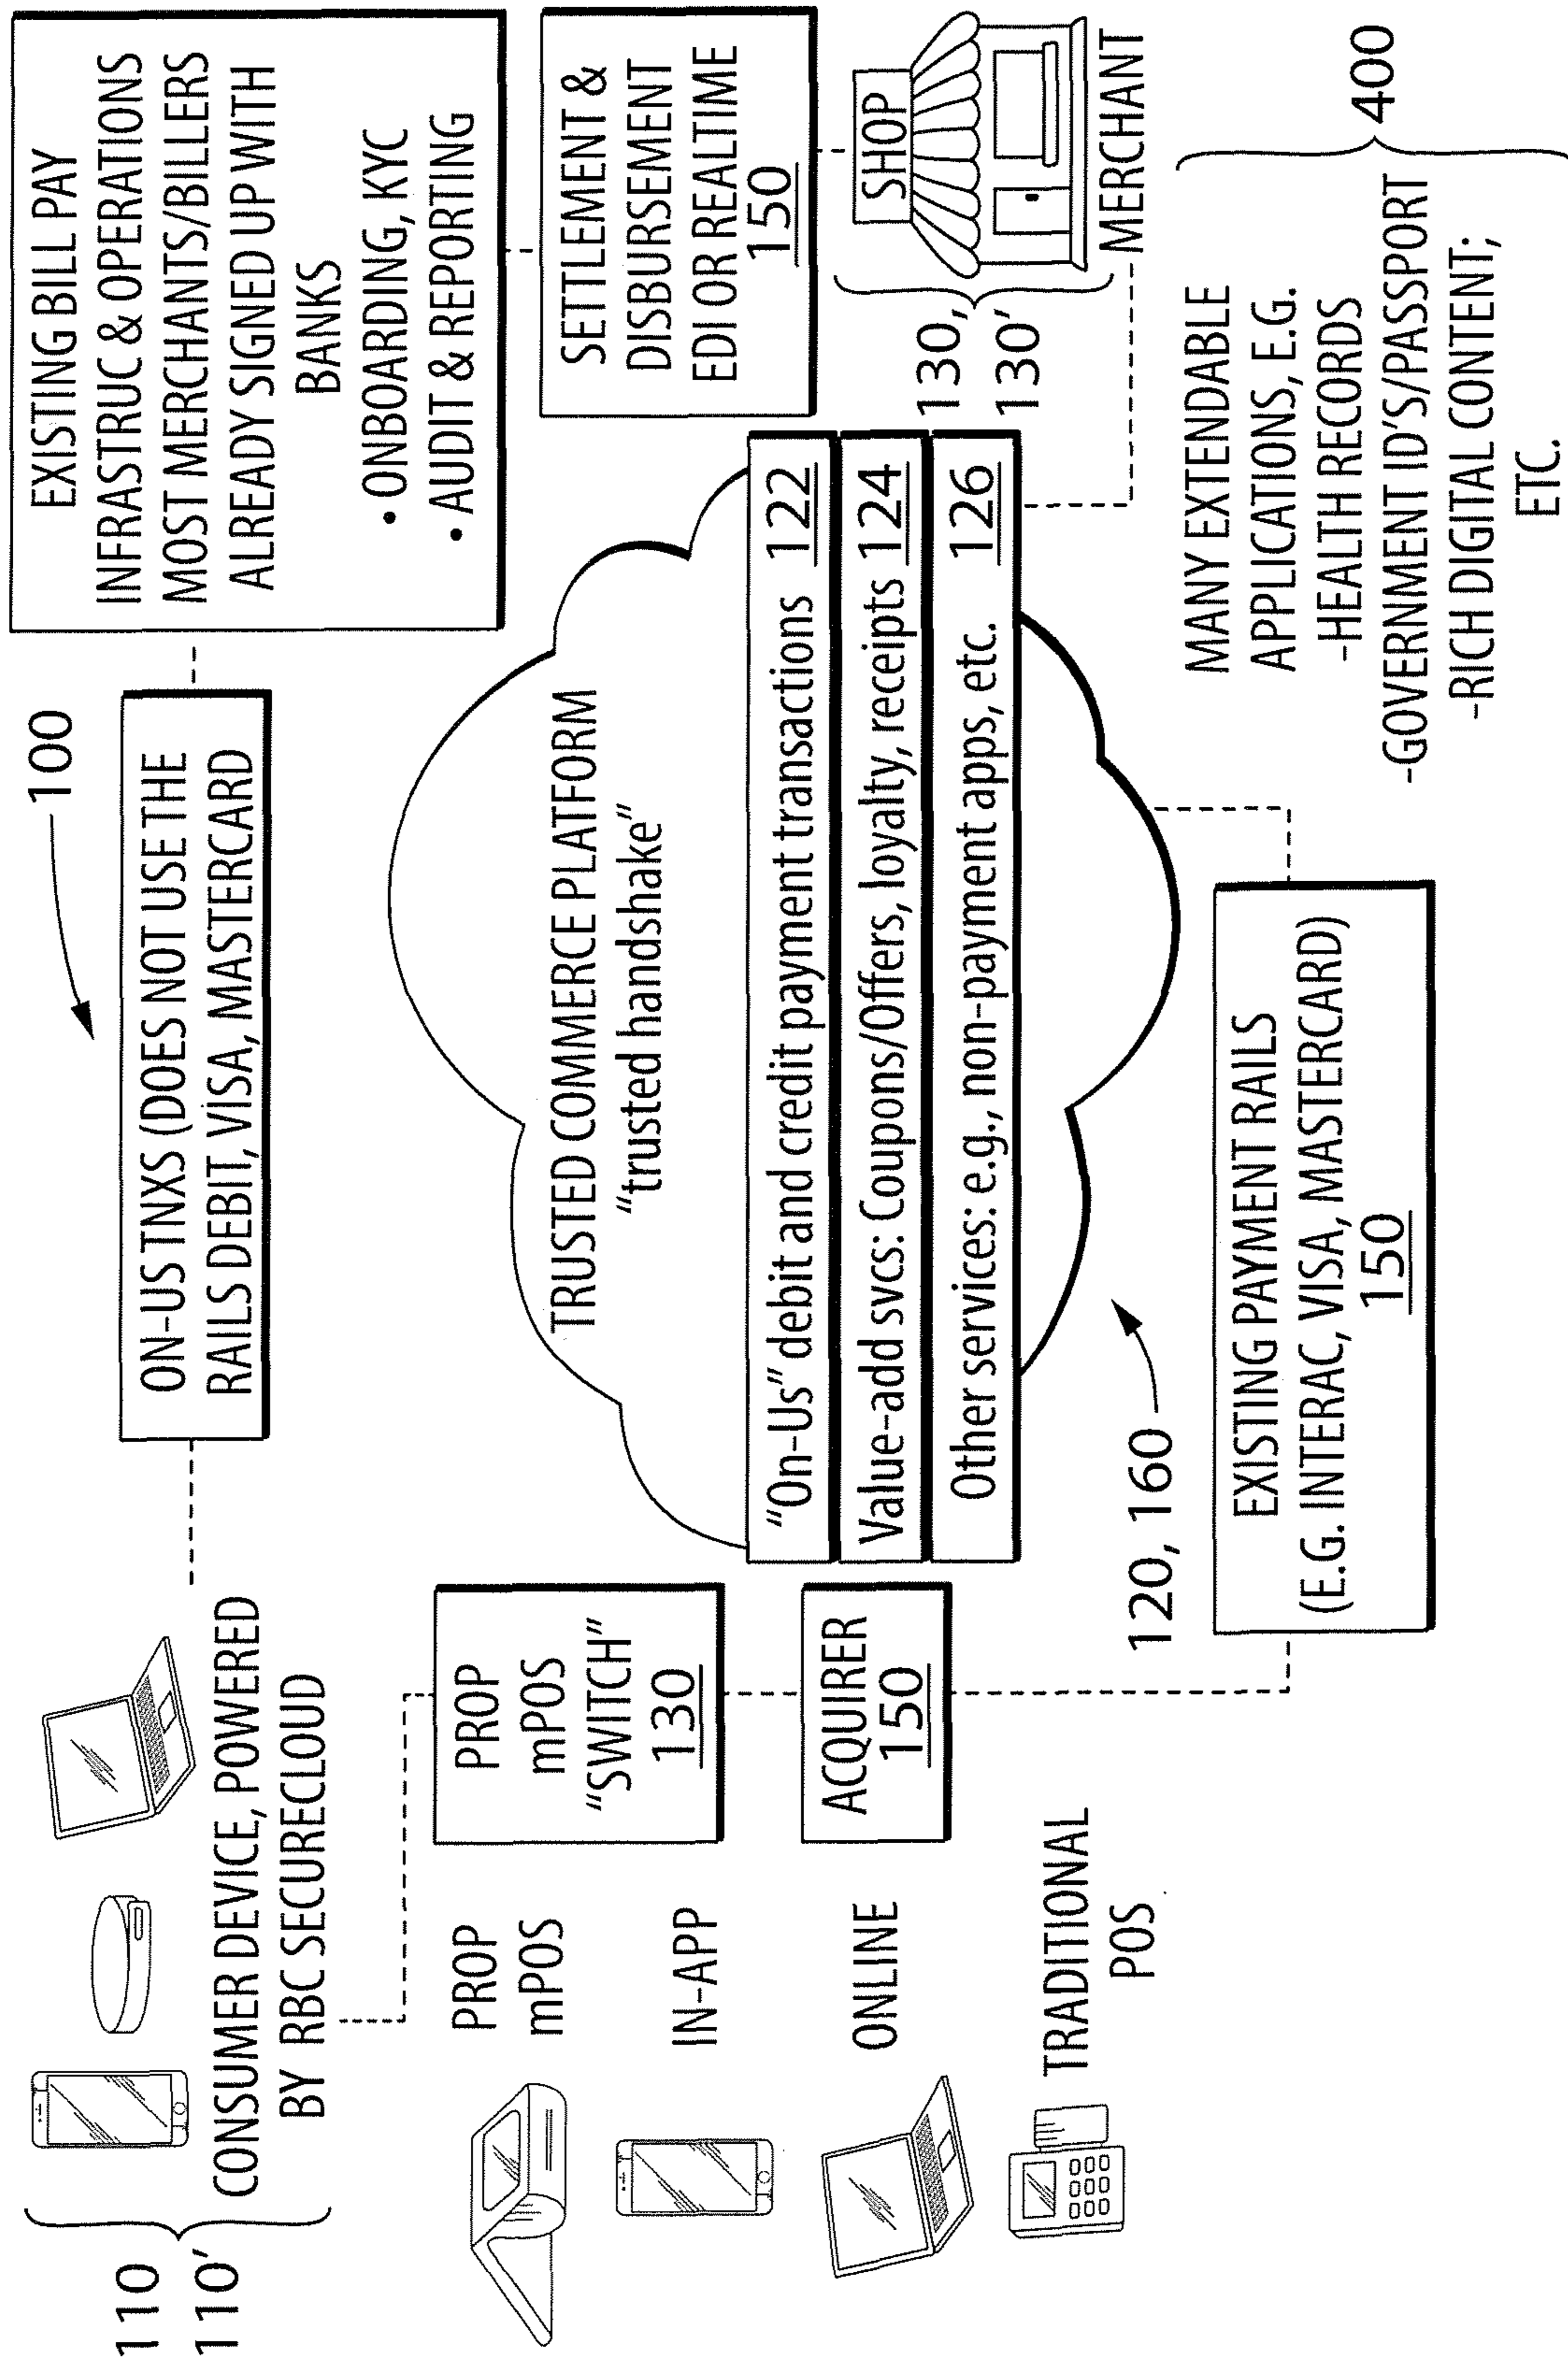 100
110
110'
CONSUMER DEVICE, POWERED
BY RBC SECURECLOUD
ON-US TNXS (DOES NOT USE THE
RAILS DEBIT, VISA, MASTERCARD
EXISTING BILL PAY
INFRASTRUC & OPERATIONS
MOST MERCHANTS/BILLERS
ALREADY SIGNED UP WITH
BANKS
• ONBOARDING, KYC
• AUDIT & REPORTING
PROP
mPOS
PROP
mPOS
"SWITCH"
130
IN-APP
ONLINE
ACQUIRER
150
TRADITIONAL
POS
TRUSTED COMMERCE PLATFORM
“trusted handshake”
“On-Us” debit and credit payment transactions 122
Value-add svcs: Coupons/Offers, loyalty, receipts 124
Other services: e.g., non-payment apps, etc. 126
120, 160
SETTLEMENT &
DISBURSEMENT
EDI OR REALTIME
150
SHOP
130,
130'
MERCHANT
EXISTING PAYMENT RAILS
(E.G. INTERAC, VISA, MASTERCARD)
150
MANY EXTENDABLE
APPLICATIONS, E.G.
-HEALTH RECORDS
-GOVERNMENT ID'S/PASSPORT
-RICH DIGITAL CONTENT;
ETC.
400